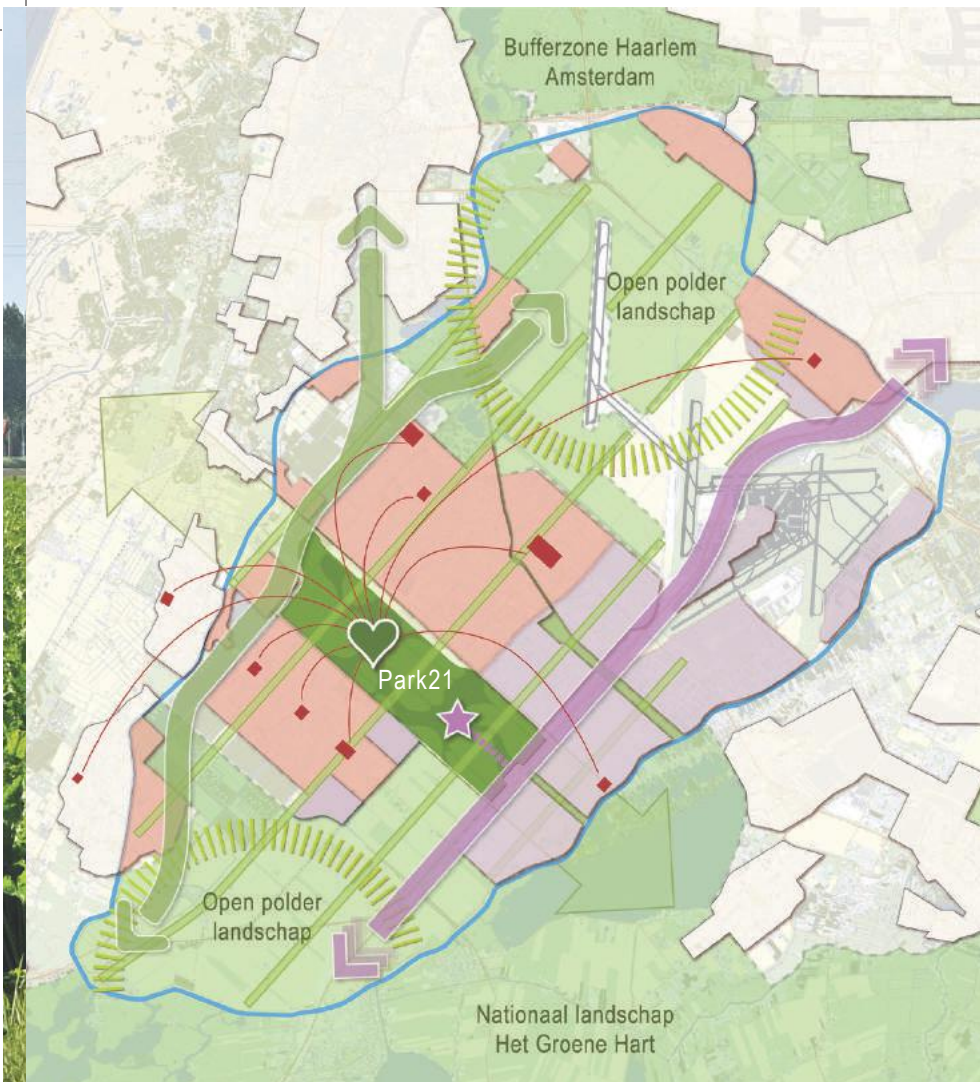 Bufferzone Haarlem
Amsterdam
Open polder
landschap
Park21
Open polder
landschap
Nationaal landschap
Het Groene Hart